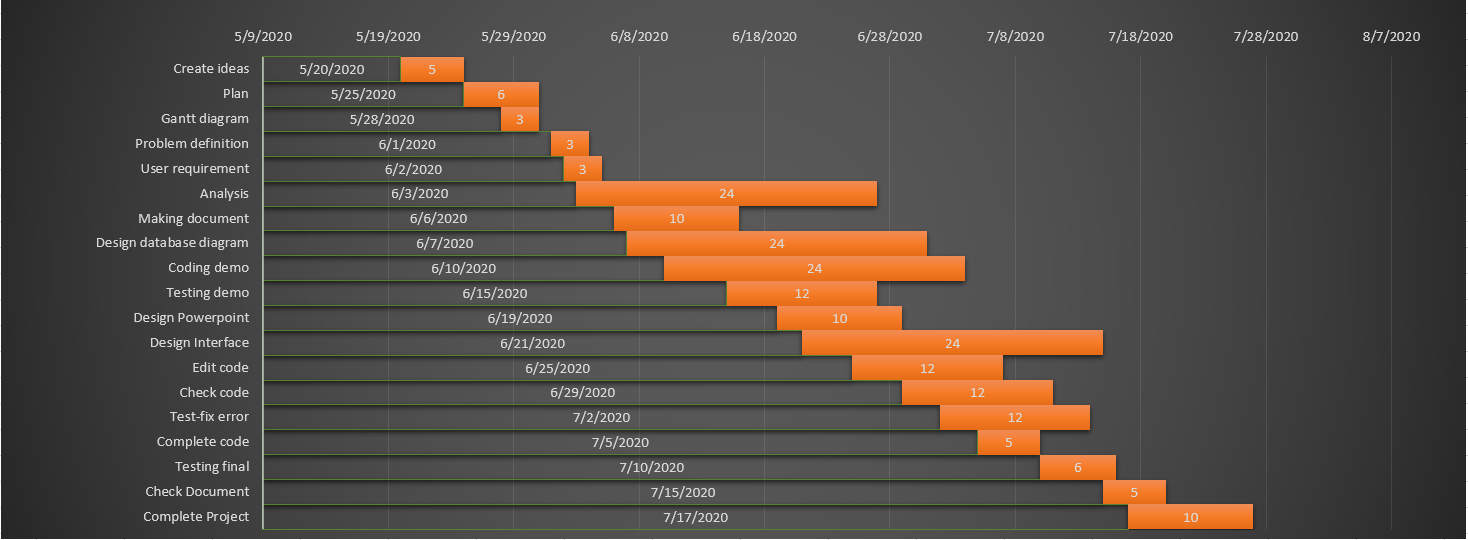 5/9/2020 5/19/2020 5/29/2020 6/8/2020 6/18/2020 6/28/2020 7/8/2020 7/18/2020 7/28/2020 8/7/2020
Create ideas 5/20/2020 5
Plan 5/25/2020 6
Gantt diagram 5/28/2020 3
Problem definition 6/1/2020 3
User requirement 6/2/2020 3
Analysis 6/3/2020 24
Making document 6/6/2020 10
Design database diagram 6/7/2020 24
Coding demo 6/10/2020 24
Testing demo 6/15/2020 12
Design Powerpoint 6/19/2020 10
Design Interface 6/21/2020 24
Edit code 6/25/2020 12
Check code 6/29/2020 12
Test-fix error 7/2/2020 12
Complete code 7/5/2020 5
Testing final 7/10/2020 6
Check Document 7/15/2020 5
Complete Project 7/17/2020 10